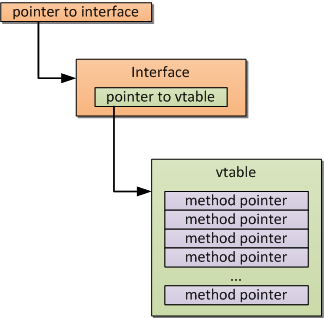 pointer to interface
Interface
pointer to vtable
vtable
method pointer
method pointer
method pointer
method pointer
...
method pointer